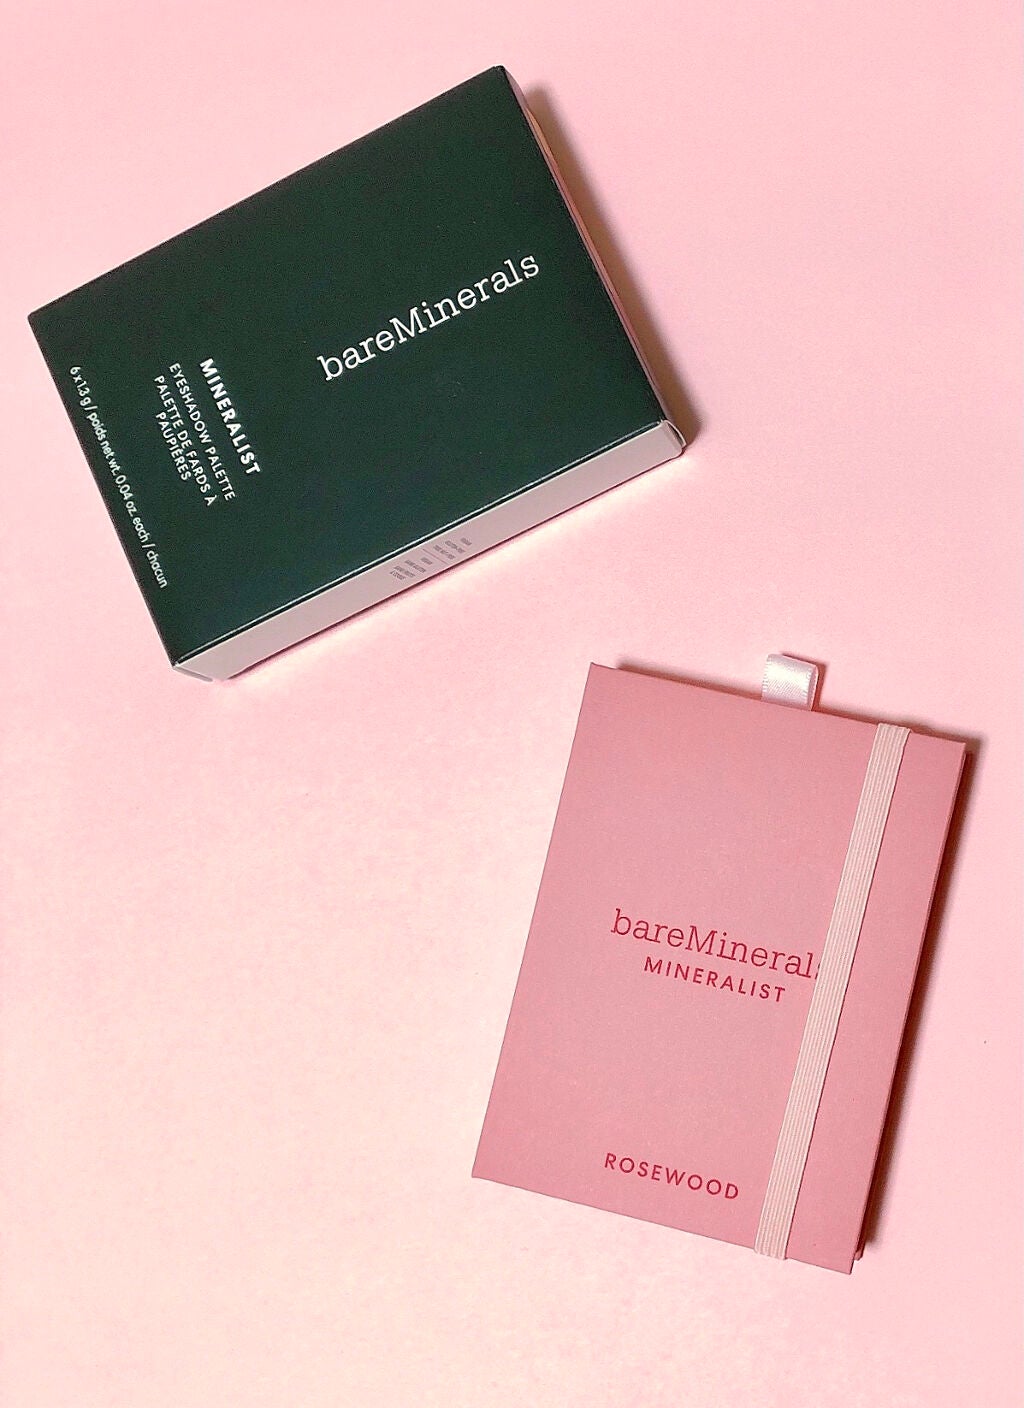 bareMinerals
MINERALIST
EYESHADOW PALETTE
PALETTE DE FARDS À
PAUPIÈRES
6 x 1.3 g / poids net wt. 0.04 oz. each / chacun
bareMinerals
MINERALIST
ROSEWOOD